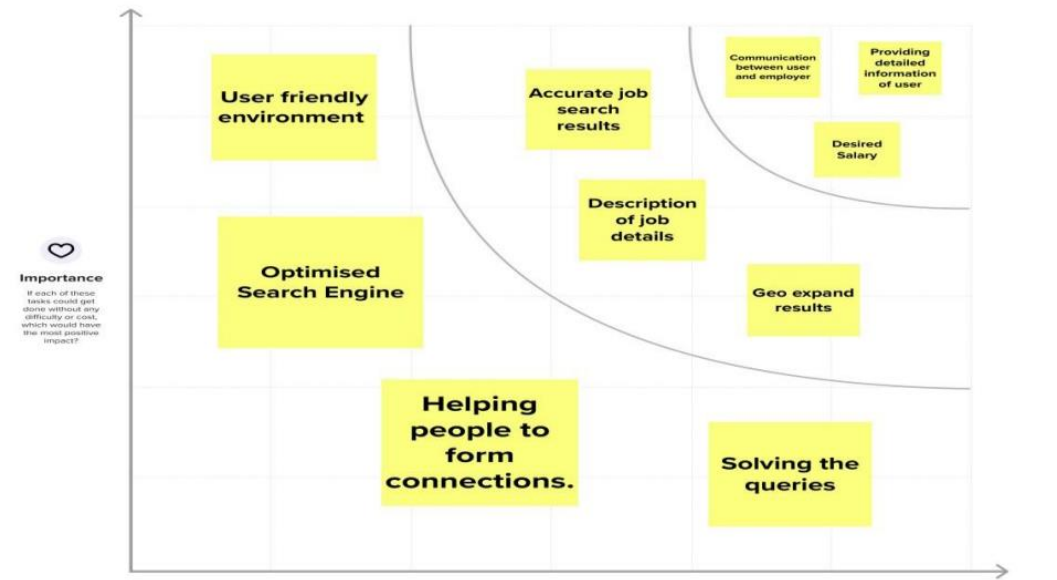 User friendly
environment
Accurate job
search
results
Communication
between user
and employer
Providing
detailed
information
of user
Desired
Salary
Description
of job
details
Optimised
Search Engine
Geo expand
results
Importance
If each of these
tasks could get
done without any
difficulty or cost,
which would have
the most positive
impact?
Helping
people to
form
connections.
Solving the
queries